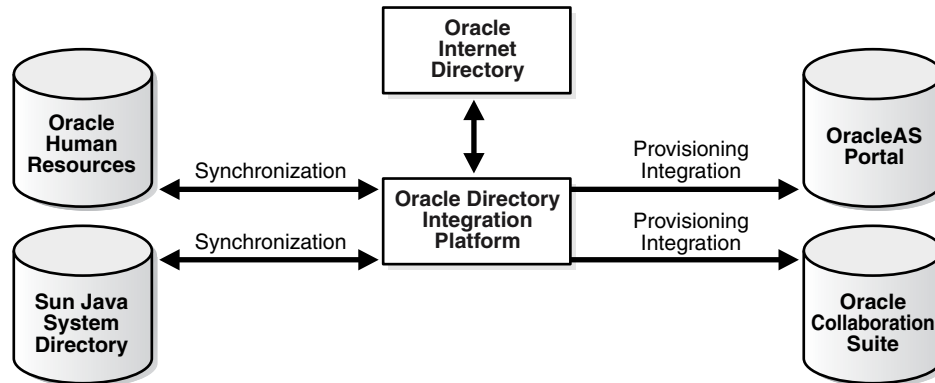 Oracle
Internet
Directory
Oracle
Human
Resources
Synchronization
Oracle Directory
Integration
Platform
Provisioning
Integration
OracleAS
Portal
Synchronization
Provisioning
Integration
Sun Java
System
Directory
Oracle
Collaboration
Suite